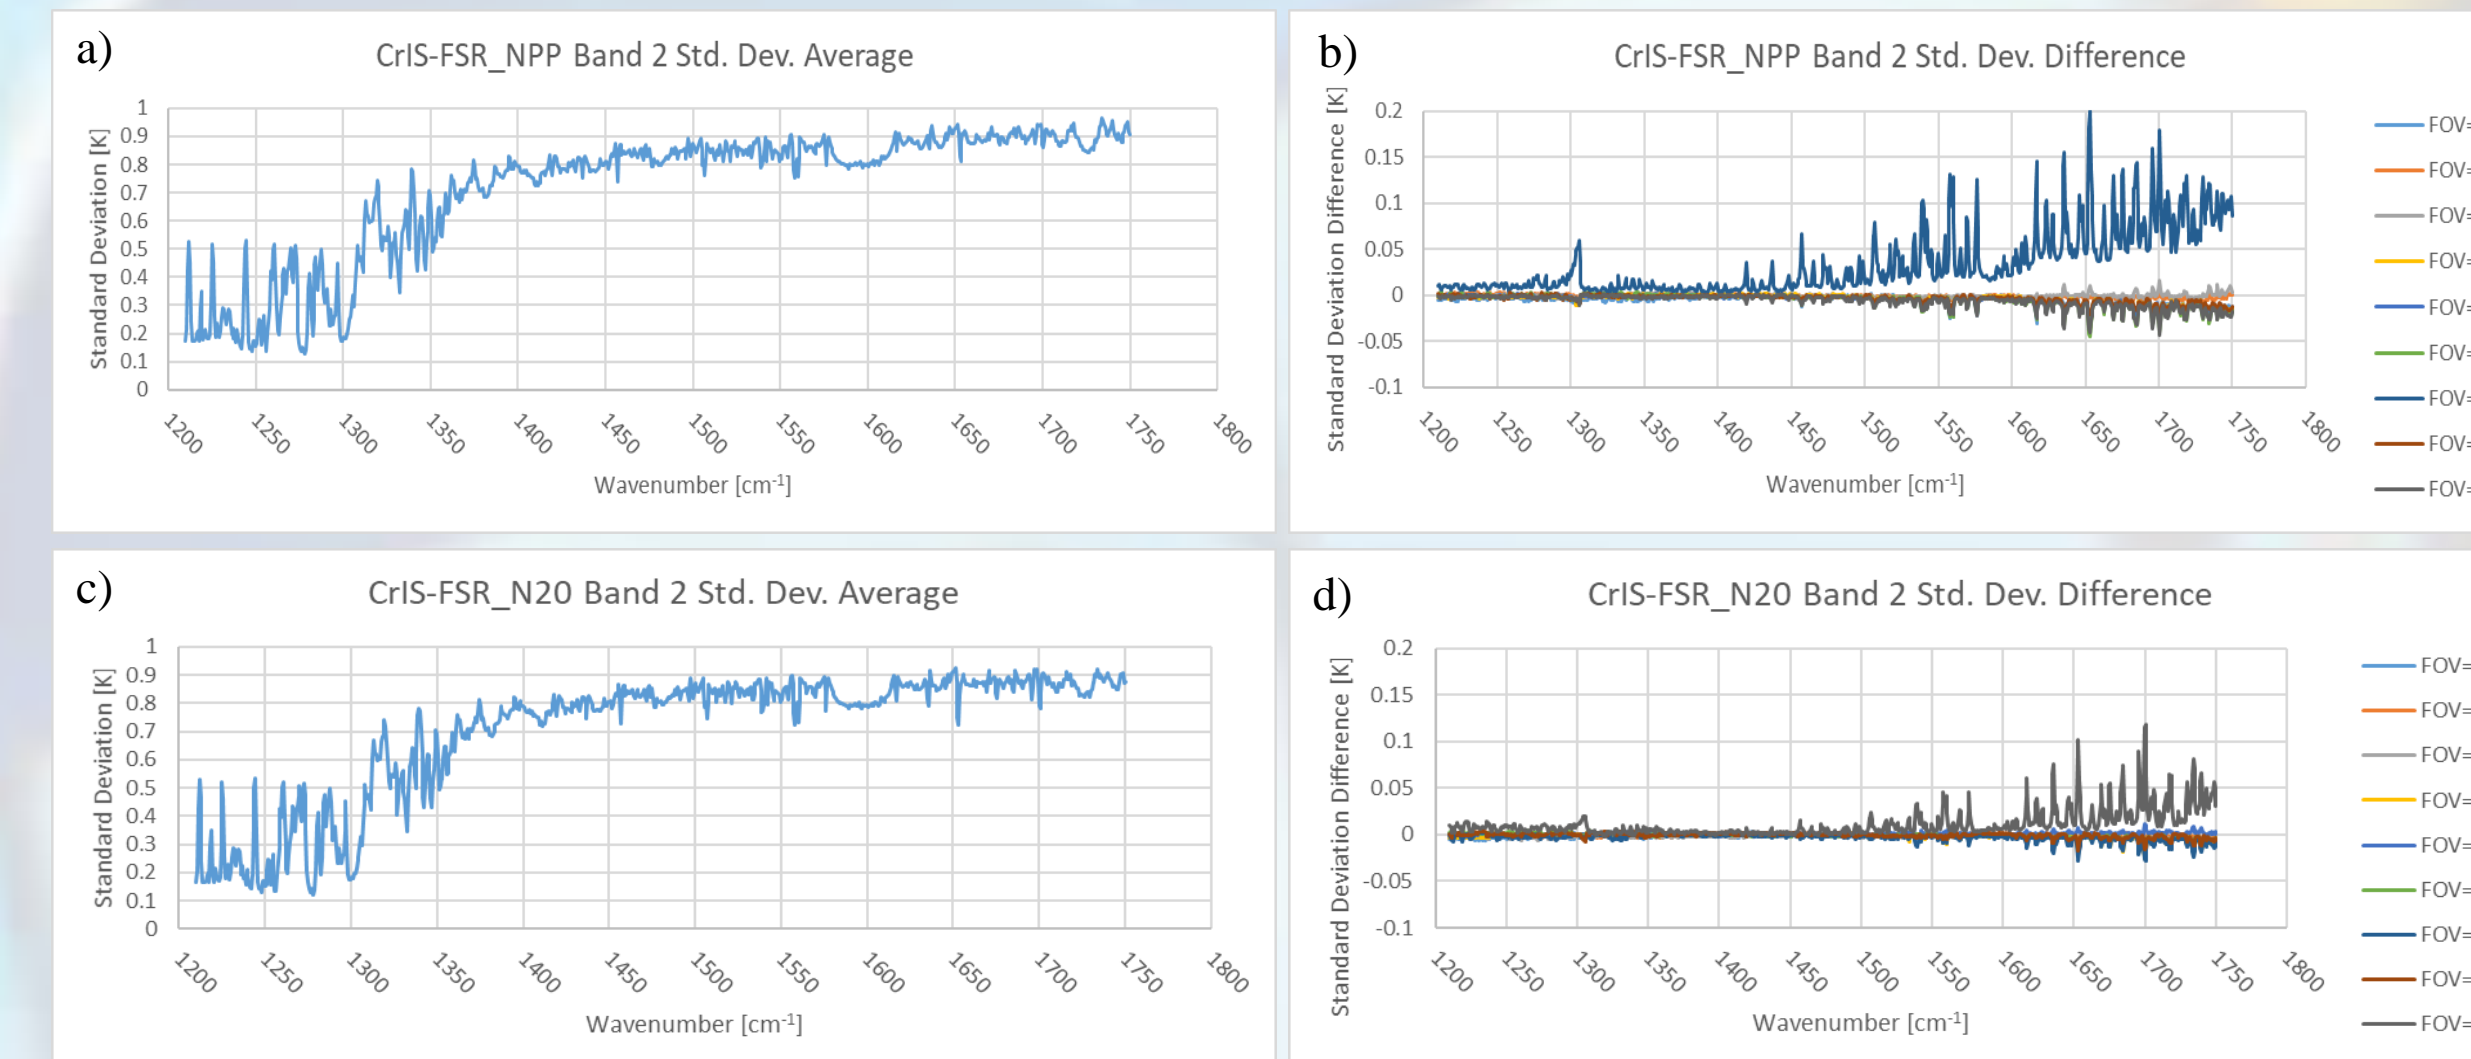 a)
CrIS-FSR_NPP Band 2 Std. Dev. Average
Standard Deviation [K]
1
0.9
0.8
0.7
0.6
0.5
0.4
0.3
0.2
0.1
0
1200 1250 1300 1350 1400 1450 1500 1550 1600 1650 1700 1750 1800
Wavenumber [cm-1]
b)
CrIS-FSR_NPP Band 2 Std. Dev. Difference
Standard Deviation Difference [K]
0.2
0.15
0.1
0.05
0
-0.05
-0.1
1200 1250 1300 1350 1400 1450 1500 1550 1600 1650 1700 1750 1800
Wavenumber [cm-1]
FOV=
FOV=
FOV=
FOV=
FOV=
FOV=
FOV=
FOV=
FOV=
c)
CrIS-FSR_N20 Band 2 Std. Dev. Average
Standard Deviation [K]
1
0.9
0.8
0.7
0.6
0.5
0.4
0.3
0.2
0.1
0
1200 1250 1300 1350 1400 1450 1500 1550 1600 1650 1700 1750 1800
Wavenumber [cm-1]
d)
CrIS-FSR_N20 Band 2 Std. Dev. Difference
Standard Deviation Difference [K]
0.2
0.15
0.1
0.05
0
-0.05
-0.1
1200 1250 1300 1350 1400 1450 1500 1550 1600 1650 1700 1750 1800
Wavenumber [cm-1]
FOV=
FOV=
FOV=
FOV=
FOV=
FOV=
FOV=
FOV=
FOV=